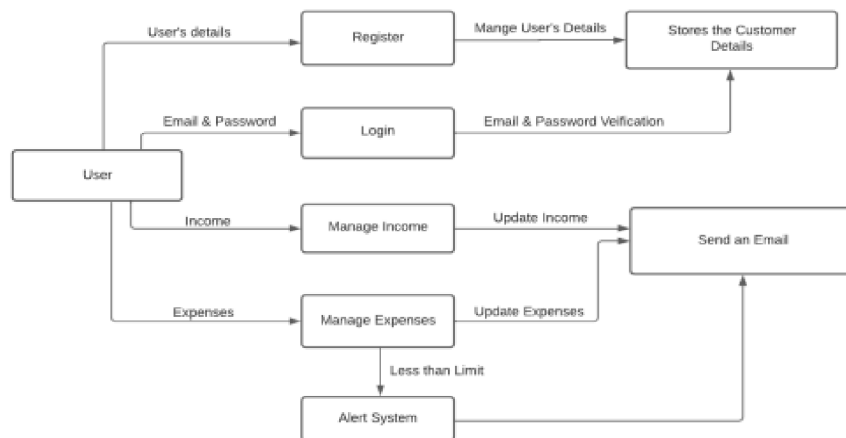 User's details
Register
Mange User's Details
Stores the Customer
Details
Email & Password
Login
Email & Password Veification
User
Income
Manage Income
Update Income
Send an Email
Expenses
Manage Expenses
Update Expenses
Less than Limit
Alert System